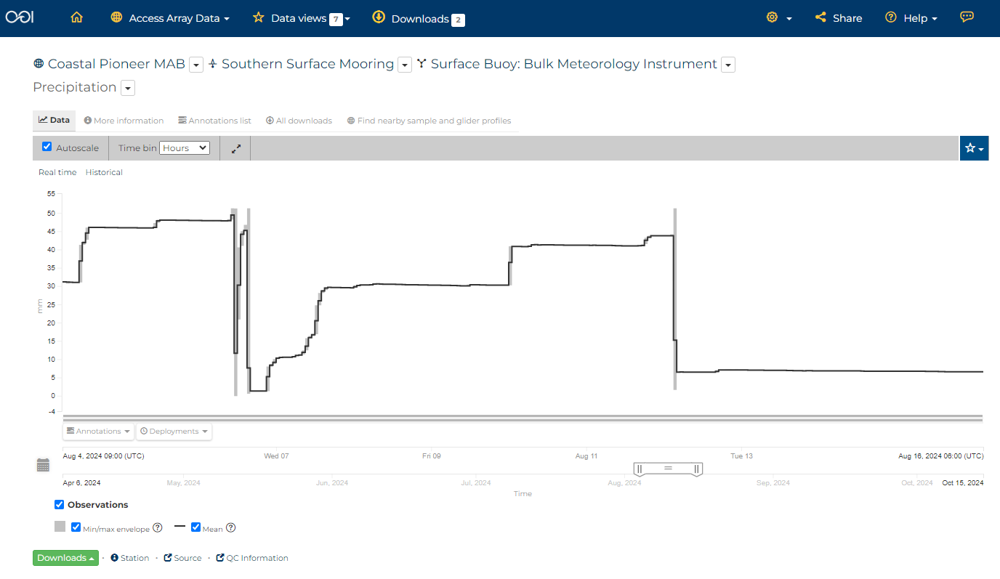 OOI Access Array Data Data views 7 Downloads 2 Share Help
Coastal Pioneer MAB Southern Surface Mooring Surface Buoy: Bulk Meteorology Instrument
Precipitation
Data More information Annotations list All downloads Find nearby sample and glider profiles
Autoscale Time bin Hours
Real time Historical
55
50
45
40
35
30
25
20
15
10
5
0
-4
mm
Annotations Deployments
Aug 4, 2024 09:00 (UTC) Wed 07 Fri 09 Aug 11 Tue 13 Aug 16, 2024 06:00 (UTC)
Apr 6, 2024 May, 2024 Jun, 2024 Jul, 2024 Aug, 2024 Sep, 2024 Oct, 2024 Oct 15, 2024
Time
Observations
Min/max envelope ? Mean ?
Downloads · Station · Source · QC Information